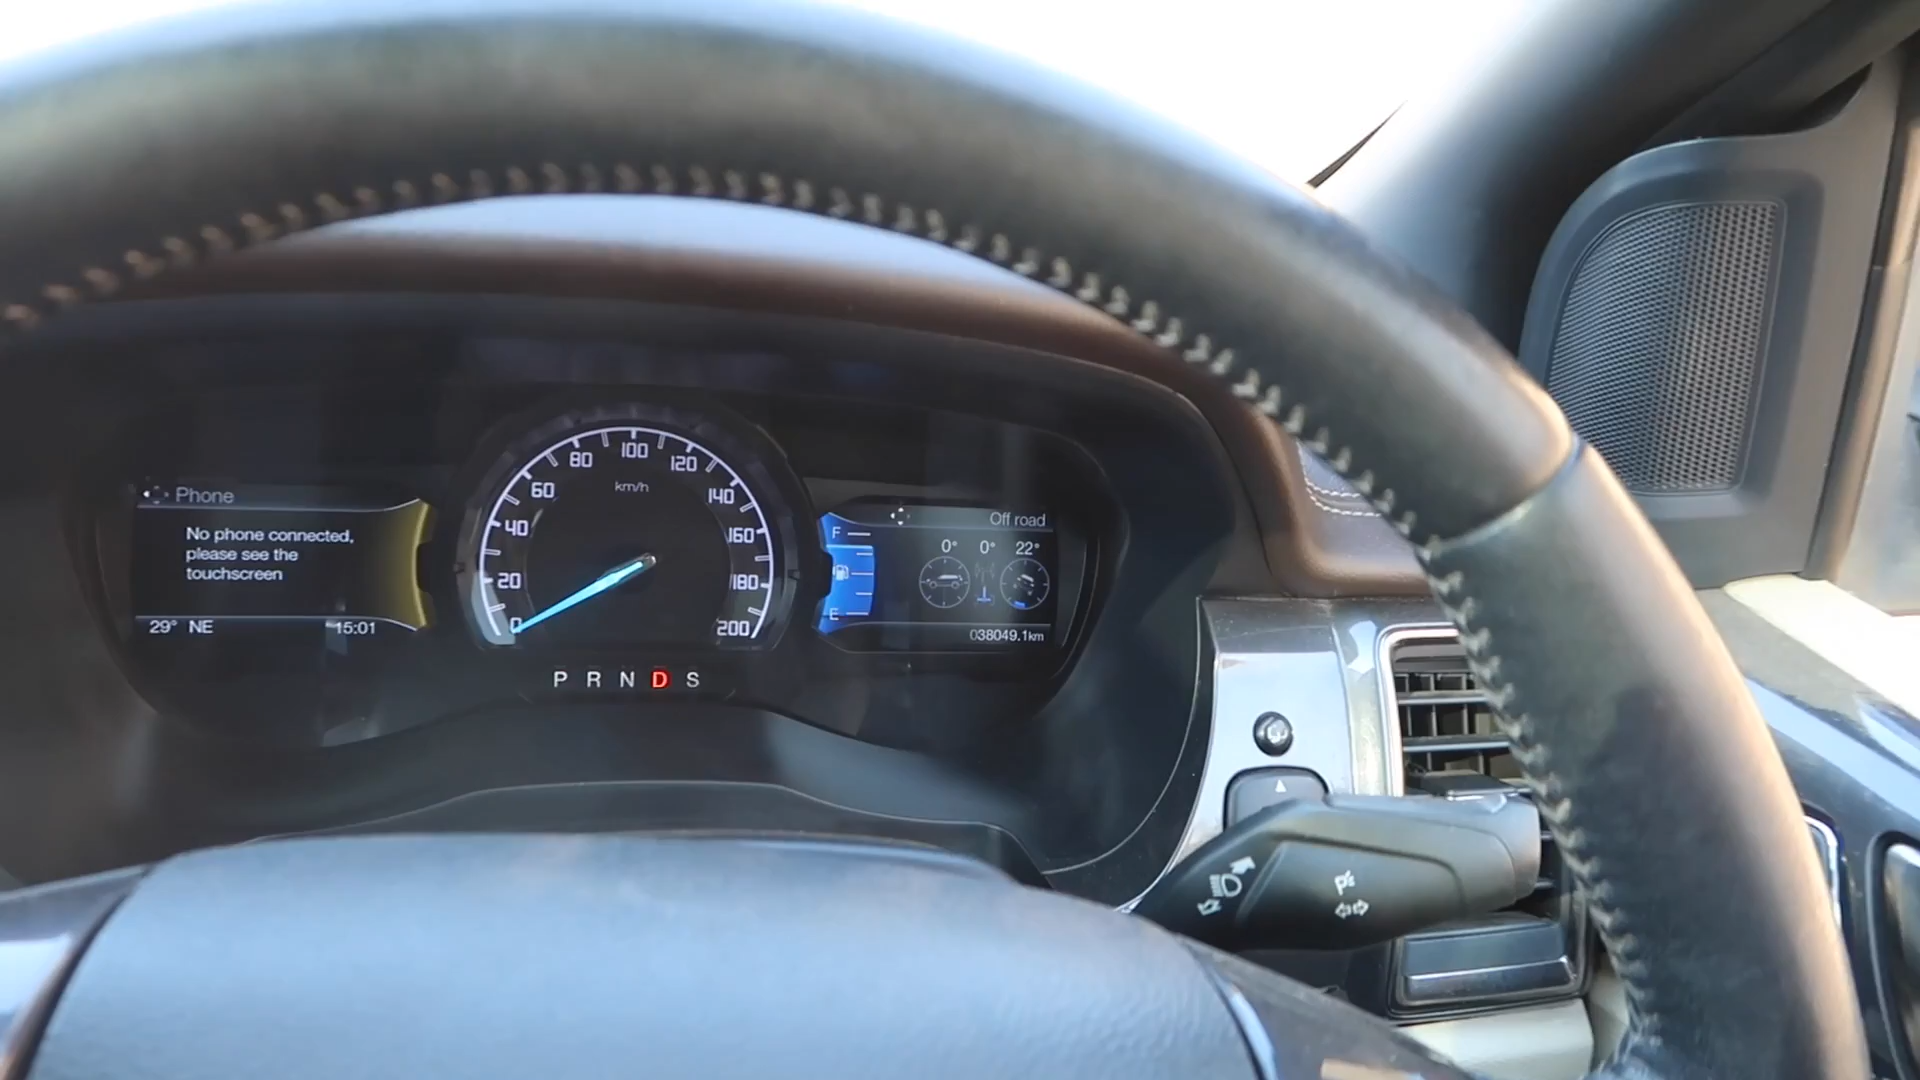 Phone
No phone connected,
please see the
touchscreen
29° NE 15:01
0 20 40 60 80 100 120 140 160 180 200
km/h
P R N D S
F
E
Off road
0° 0° 22°
038049.1km
P